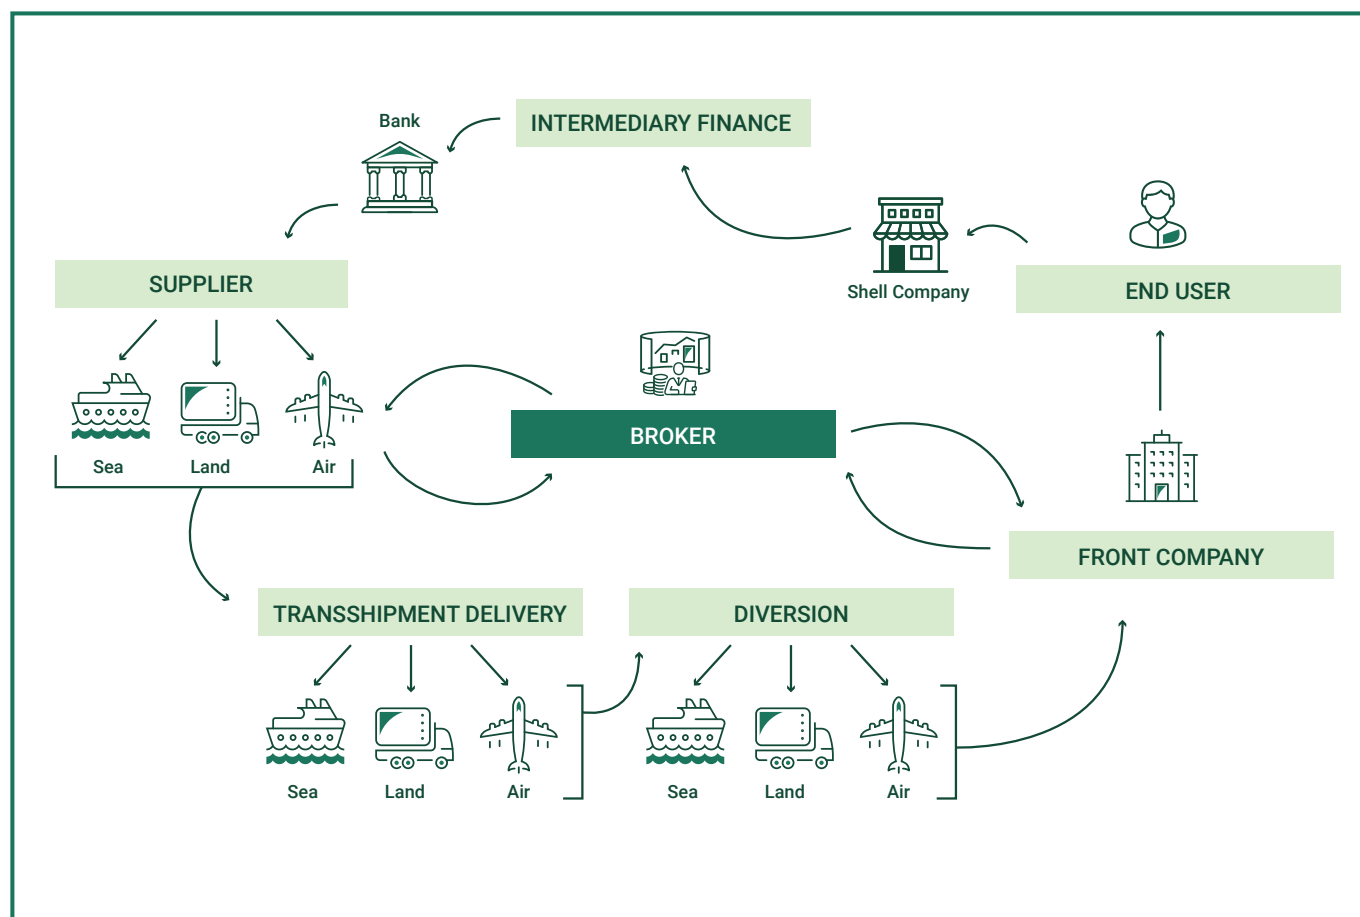 Bank
INTERMEDIARY FINANCE
Shell Company
END USER
SUPPLIER
Sea
Land
Air
BROKER
FRONT COMPANY
TRANSSHIPMENT DELIVERY
DIVERSION
Sea
Land
Air
Sea
Land
Air